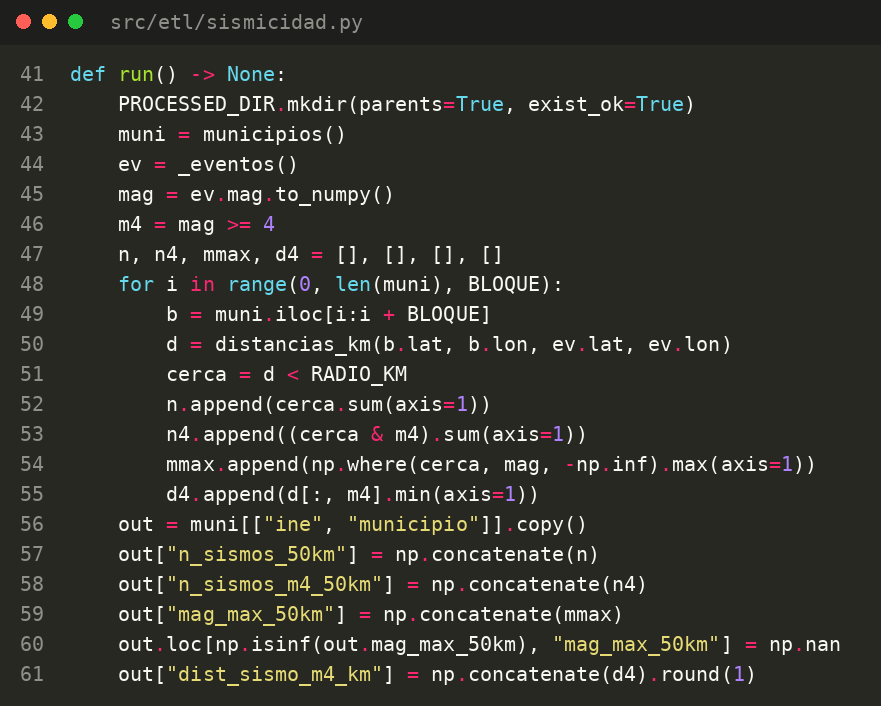 src/etl/sismicidad.py
41 def run() -> None:
42     PROCESSED_DIR.mkdir(parents=True, exist_ok=True)
43     muni = municipios()
44     ev = _eventos()
45     mag = ev.mag.to_numpy()
46     m4 = mag >= 4
47     n, n4, mmax, d4 = [], [], [], []
48     for i in range(0, len(muni), BLOQUE):
49         b = muni.iloc[i:i + BLOQUE]
50         d = distancias_km(b.lat, b.lon, ev.lat, ev.lon)
51         cerca = d < RADIO_KM
52         n.append(cerca.sum(axis=1))
53         n4.append((cerca & m4).sum(axis=1))
54         mmax.append(np.where(cerca, mag, -np.inf).max(axis=1))
55         d4.append(d[:, m4].min(axis=1))
56     out = muni[["ine", "municipio"]].copy()
57     out["n_sismos_50km"] = np.concatenate(n)
58     out["n_sismos_m4_50km"] = np.concatenate(n4)
59     out["mag_max_50km"] = np.concatenate(mmax)
60     out.loc[np.isinf(out.mag_max_50km), "mag_max_50km"] = np.nan
61     out["dist_sismo_m4_km"] = np.concatenate(d4).round(1)